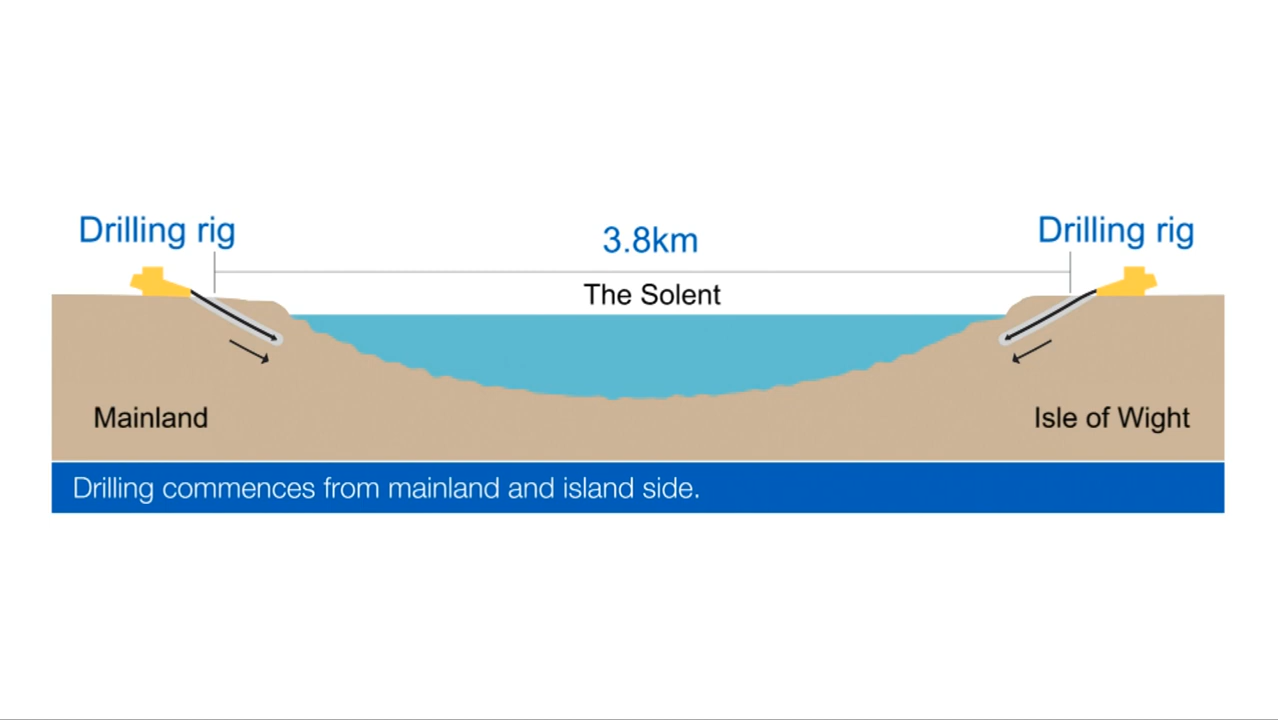 Drilling rig
3.8km
Drilling rig
The Solent
Mainland
Isle of Wight
Drilling commences from mainland and island side.